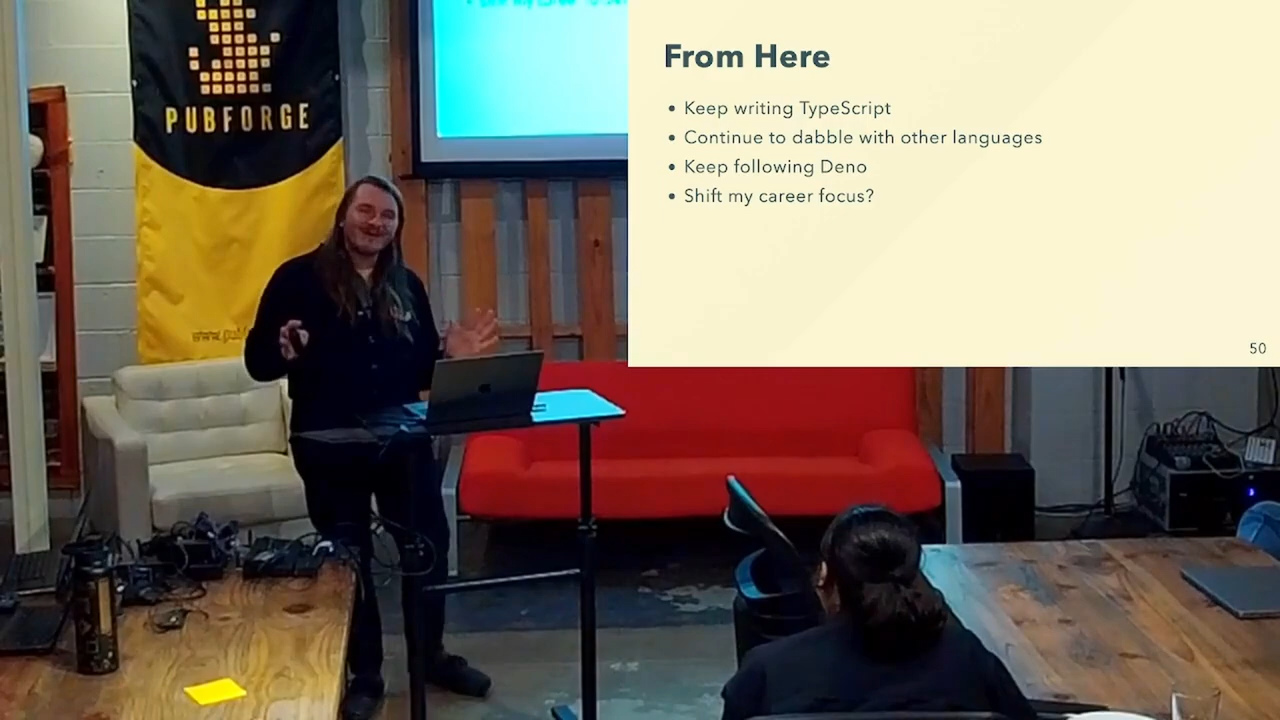 PUBFORGE
From Here
• Keep writing TypeScript
• Continue to dabble with other languages
• Keep following Deno
• Shift my career focus?
50